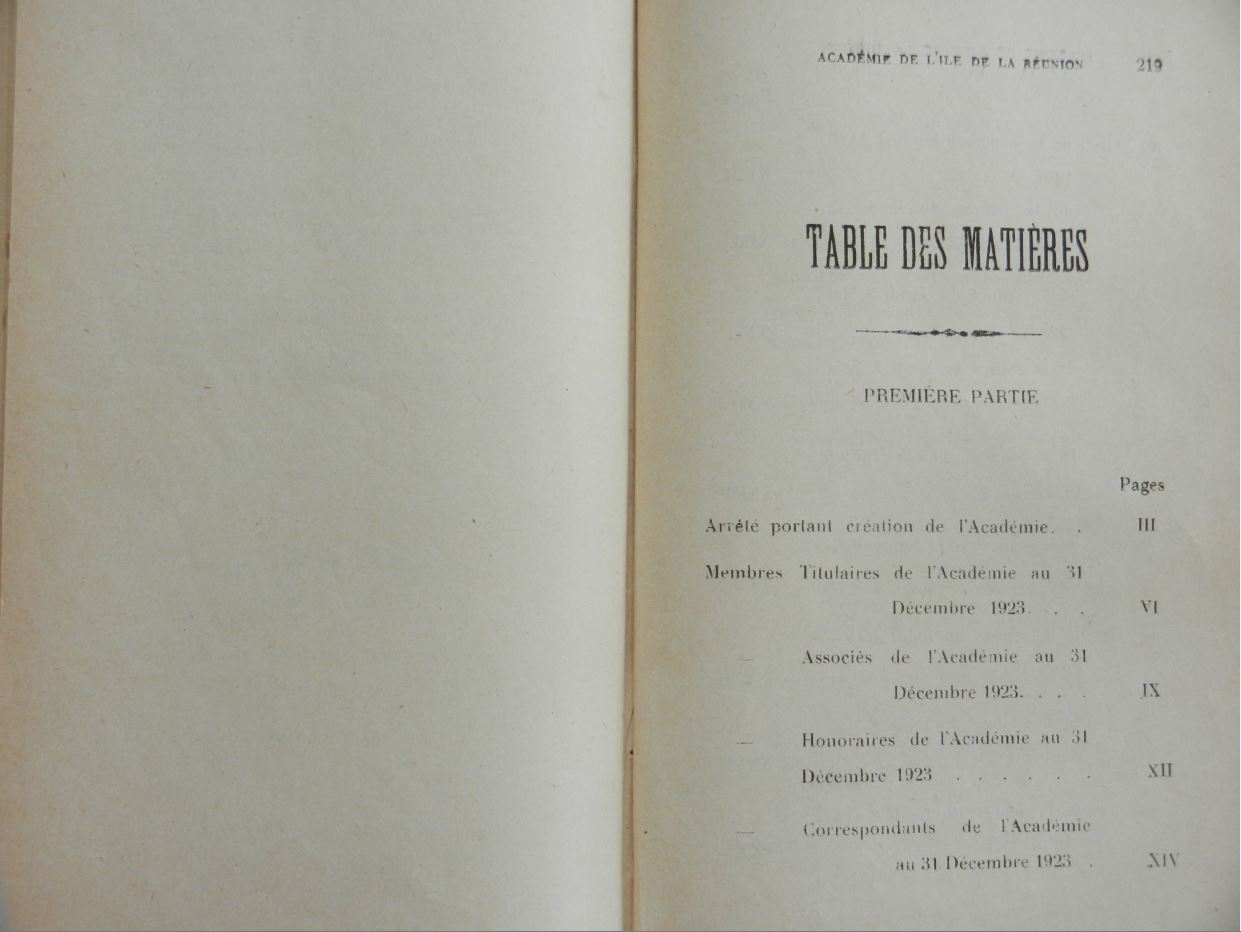 ACADÉMIE DE L'ILE DE LA RÉUNION 219
TABLE DES MATIÈRES
PREMIÈRE PARTIE
Pages
Arrêté portant création de l'Académie. . III
Membres Titulaires de l'Académie au 31
Décembre 1923. . . VI
— Associés de l'Académie au 31
Décembre 1923. . . . IX
— Honoraires de l'Académie au 31
Décembre 1923 . . . . . . XII
— Correspondants de l'Académie
au 31 Décembre 1923 . XIV